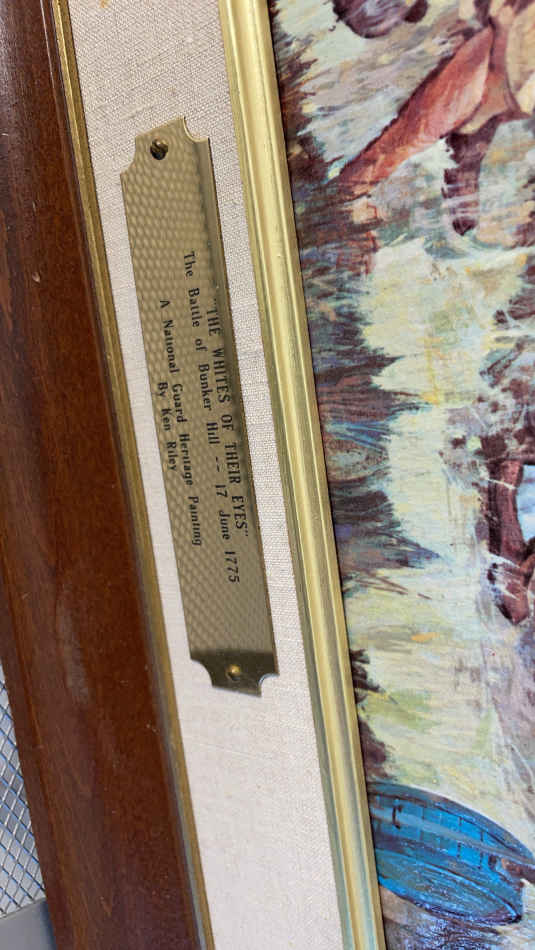 "THE WHITES OF THEIR EYES"
The Battle of Bunker Hill -- 17 June 1775
A National Guard Heritage Painting
By Ken Riley